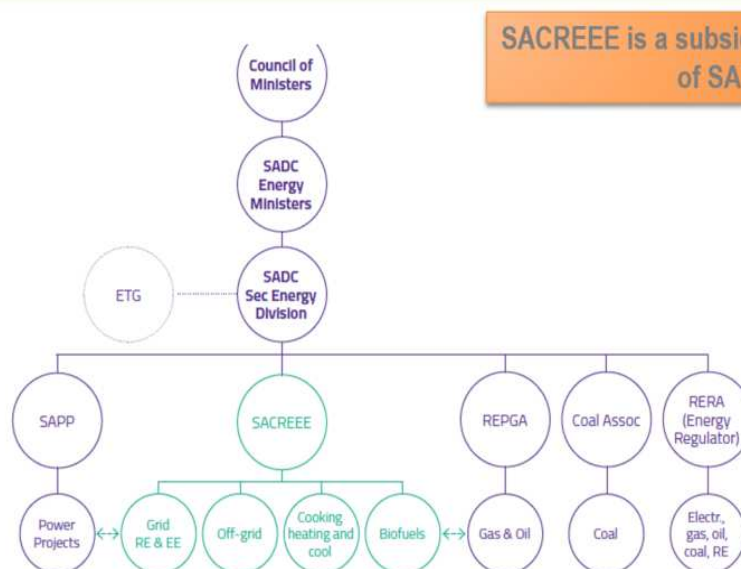 SACREEE is a subsi
of SA
Council of
Ministers
SADC
Energy
Ministers
ETG
SADC
Sec Energy
Division
SAPP
SACREEE
REPGA
Coal Assoc
RERA
(Energy
Regulator)
Power
Projects
Grid
RE & EE
Off-grid
Cooking
heating and
cool
Biofuels
Gas & Oil
Coal
Electr.,
gas, oil,
coal, RE